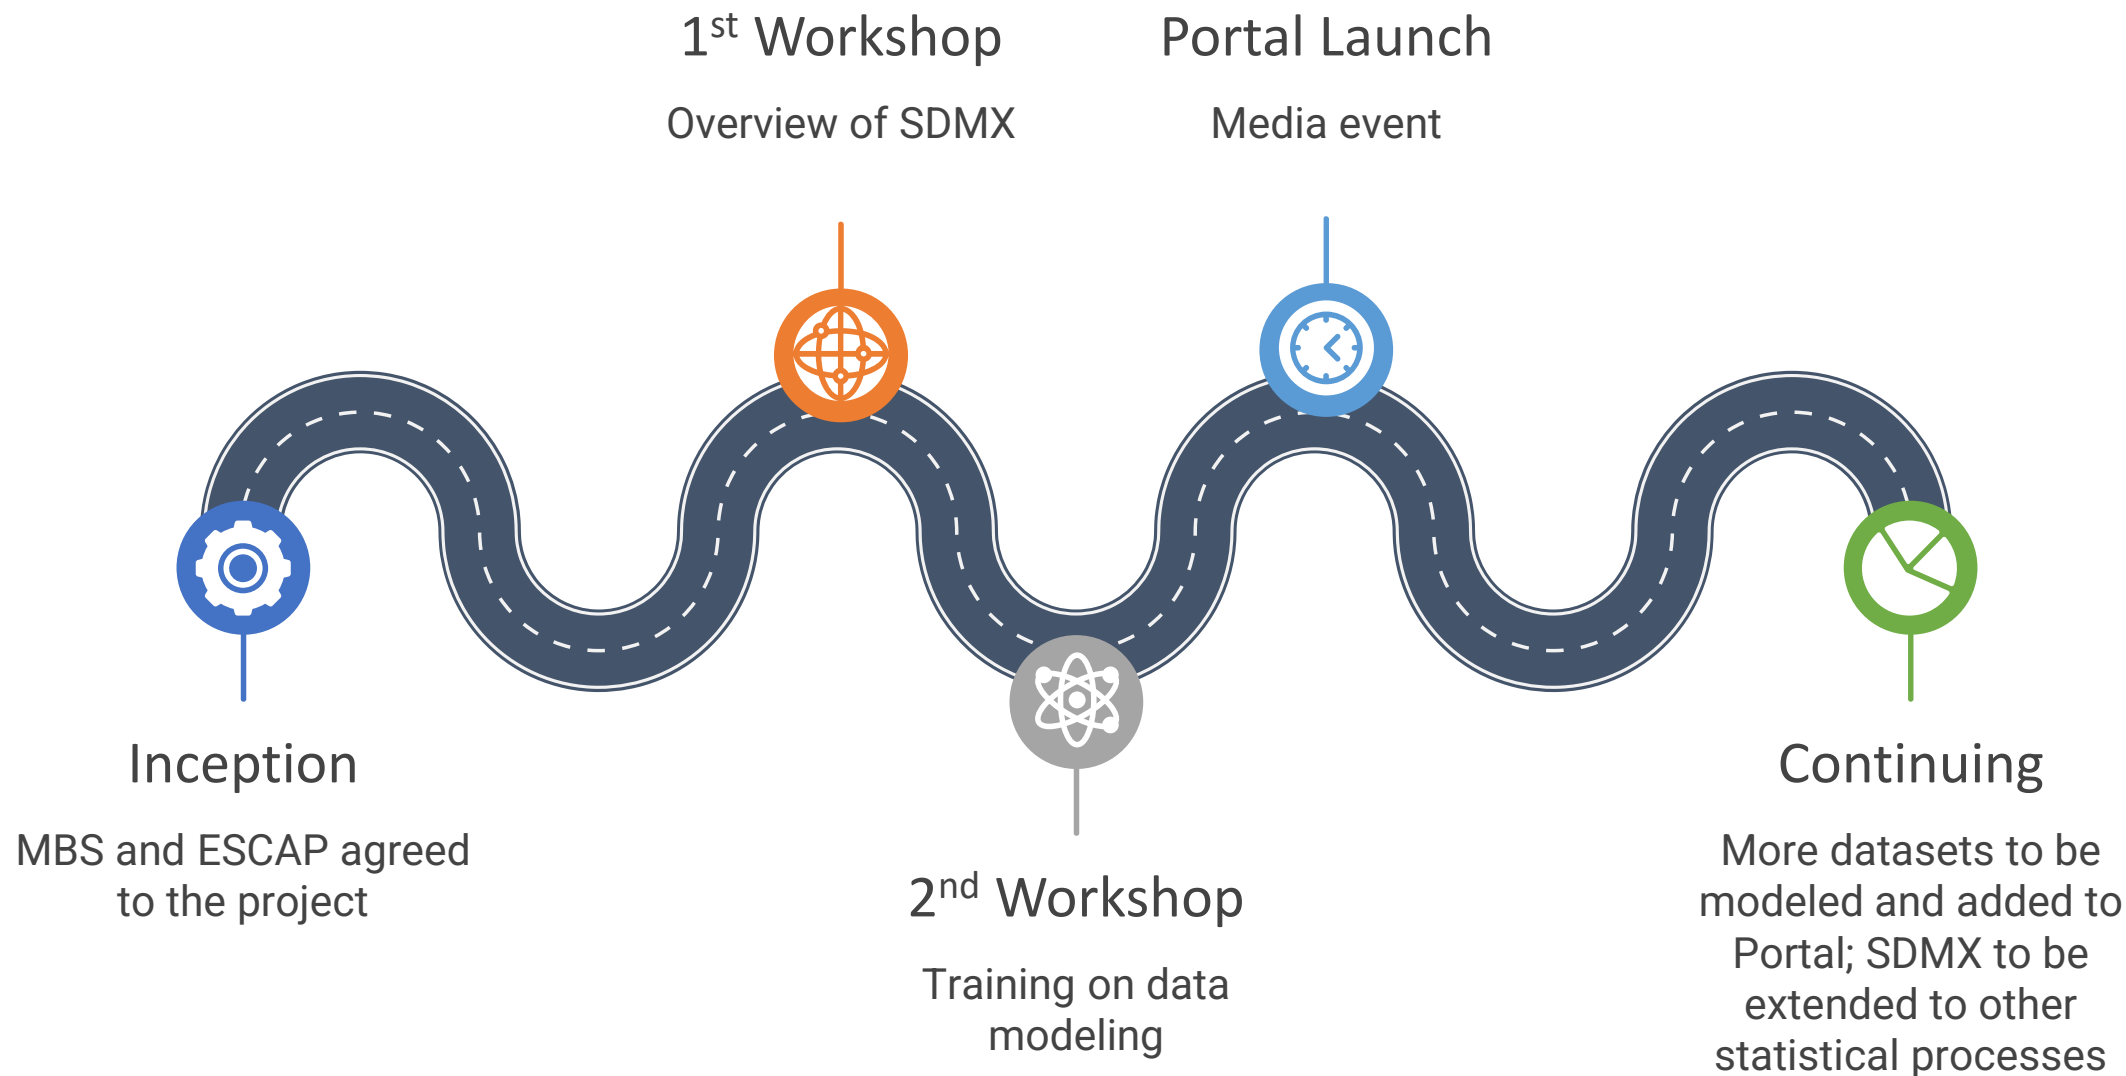 Inception
MBS and ESCAP agreed
to the project
1st Workshop
Overview of SDMX
2nd Workshop
Training on data
modeling
Portal Launch
Media event
Continuing
More datasets to be
modeled and added to
Portal; SDMX to be
extended to other
statistical processes